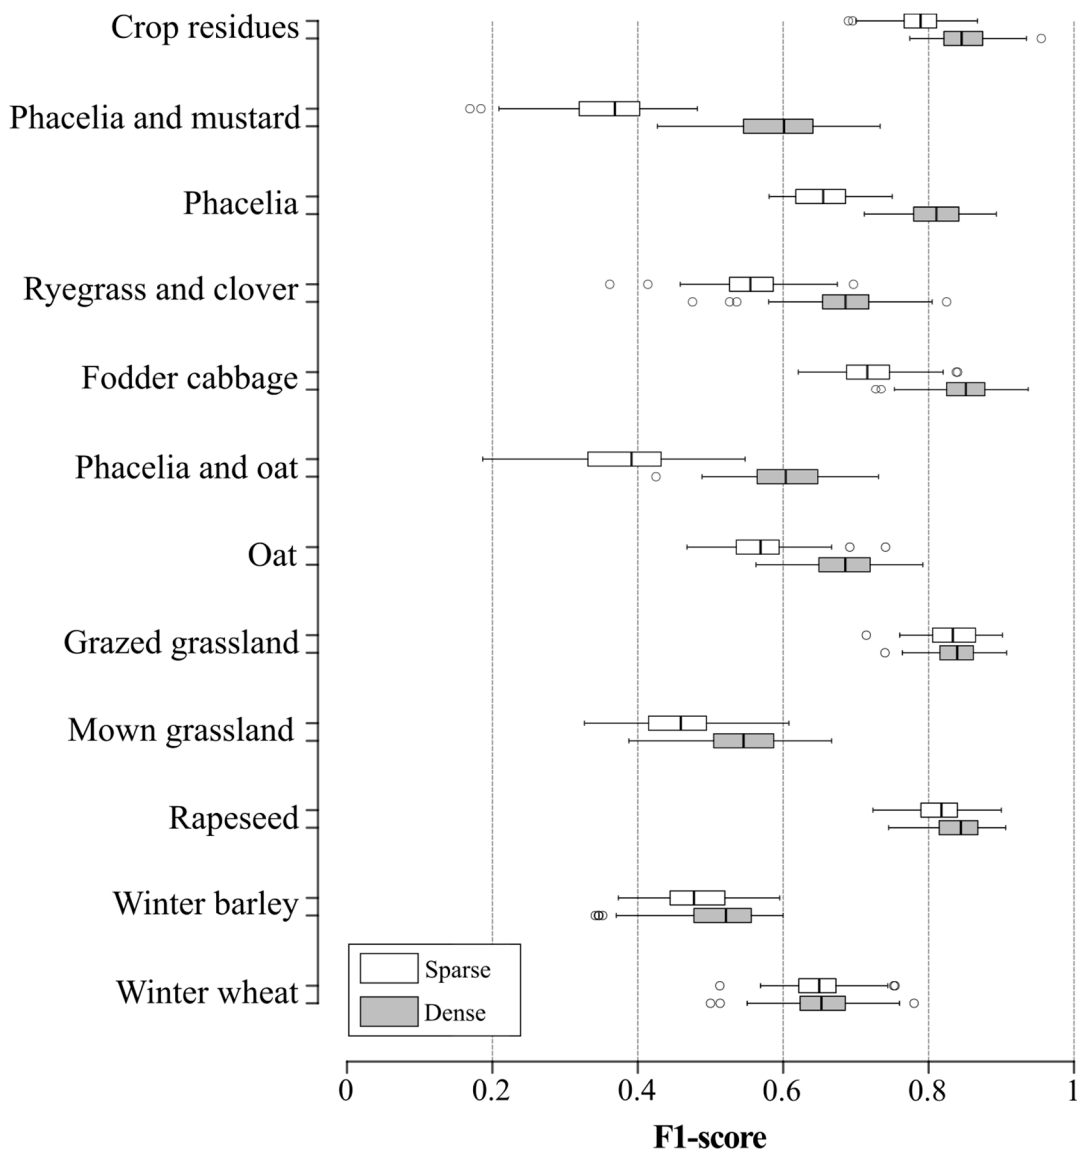 Crop residues
Phacelia and mustard
Phacelia
Ryegrass and clover
Fodder cabbage
Phacelia and oat
Oat
Grazed grassland
Mown grassland
Rapeseed
Winter barley
Winter wheat
Sparse
Dense
0 0.2 0.4 0.6 0.8 1
F1-score